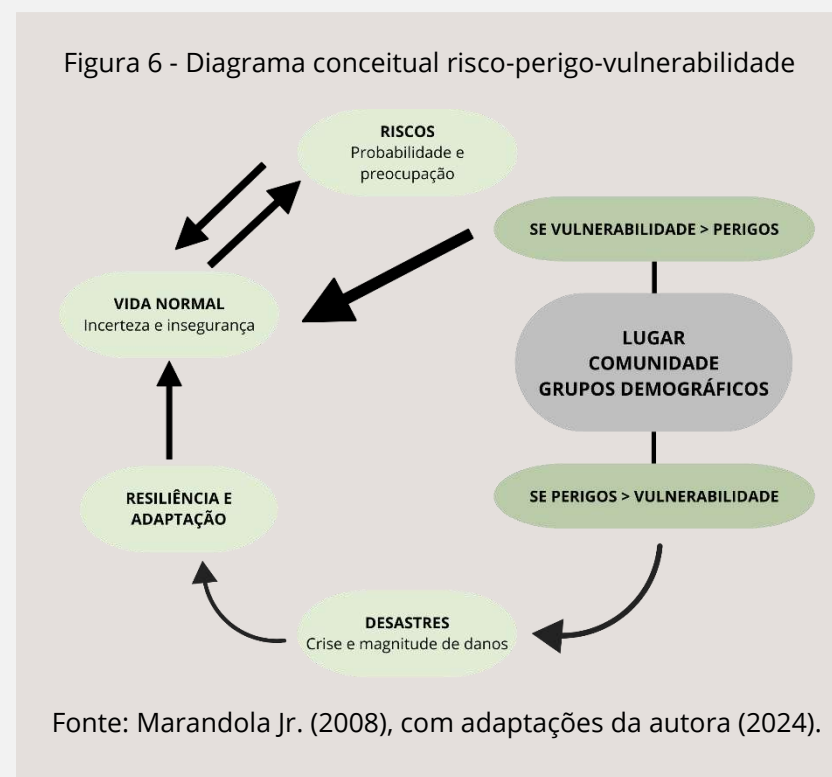 Figura 6 - Diagrama conceitual risco-perigo-vulnerabilidade
RISCOS
Probabilidade e
preocupação
SE VULNERABILIDADE > PERIGOS
VIDA NORMAL
Incerteza e insegurança
LUGAR
COMUNIDADE
GRUPOS DEMOGRÁFICOS
RESILIÊNCIA E
ADAPTAÇÃO
SE PERIGOS > VULNERABILIDADE
DESASTRES
Crise e magnitude de danos
Fonte: Marandola Jr. (2008), com adaptações da autora (2024).